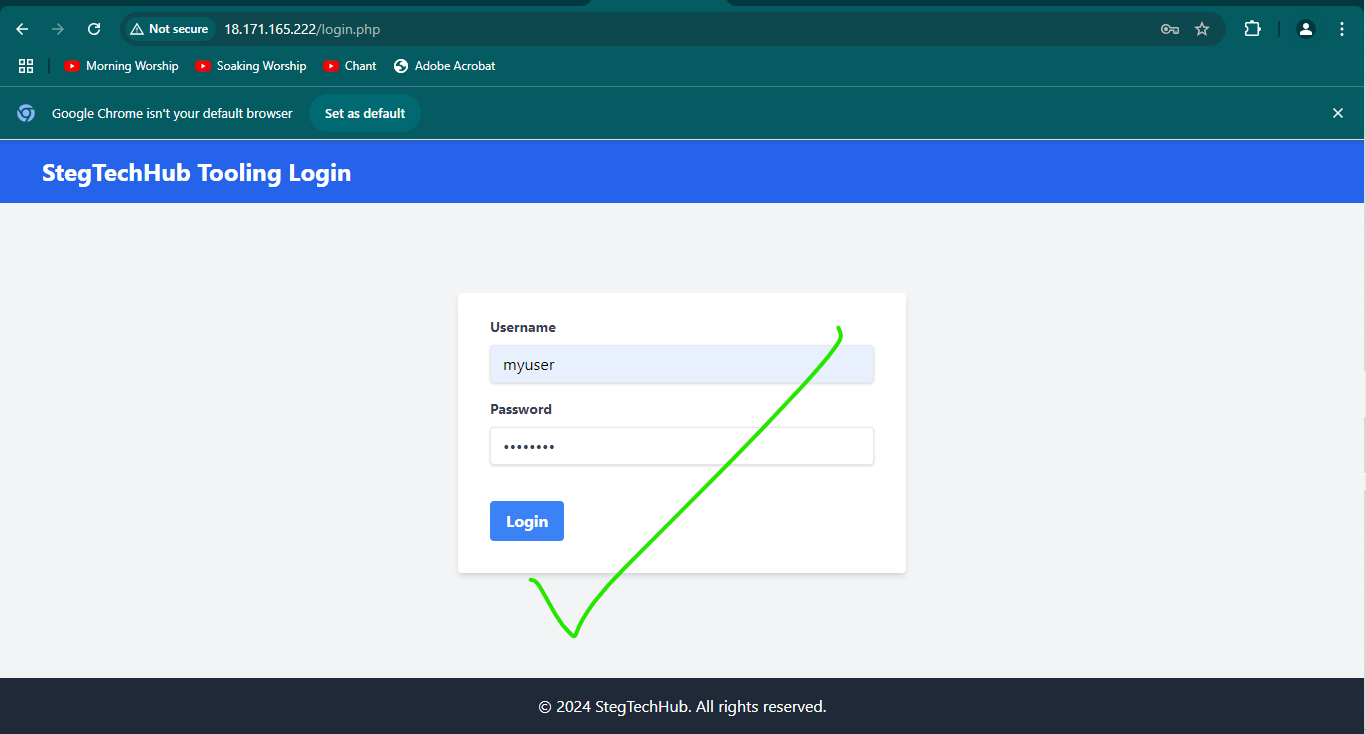 Not secure 18.171.165.222/login.php
Morning Worship Soaking Worship Chant Adobe Acrobat
Google Chrome isn't your default browser Set as default
StegTechHub Tooling Login
Username
myuser
Password
••••••••
Login
© 2024 StegTechHub. All rights reserved.